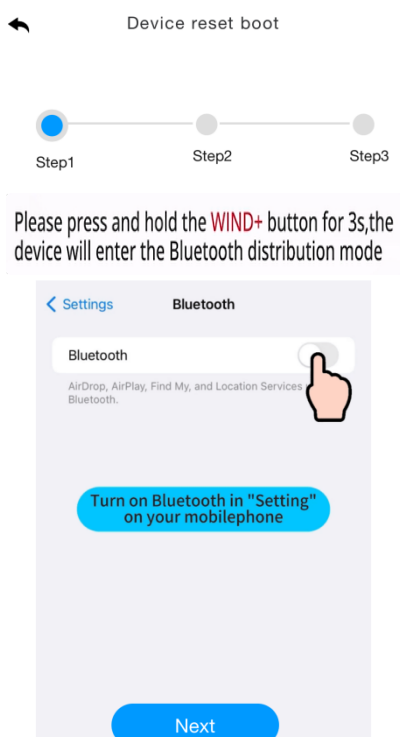 Device reset boot
Step1
Step2
Step3
Please press and hold the WIND+ button for 3s,the
device will enter the Bluetooth distribution mode
Settings
Bluetooth
Bluetooth
AirDrop, AirPlay, Find My, and Location Services
Bluetooth.
Turn on Bluetooth in "Setting"
on your mobilephone
Next